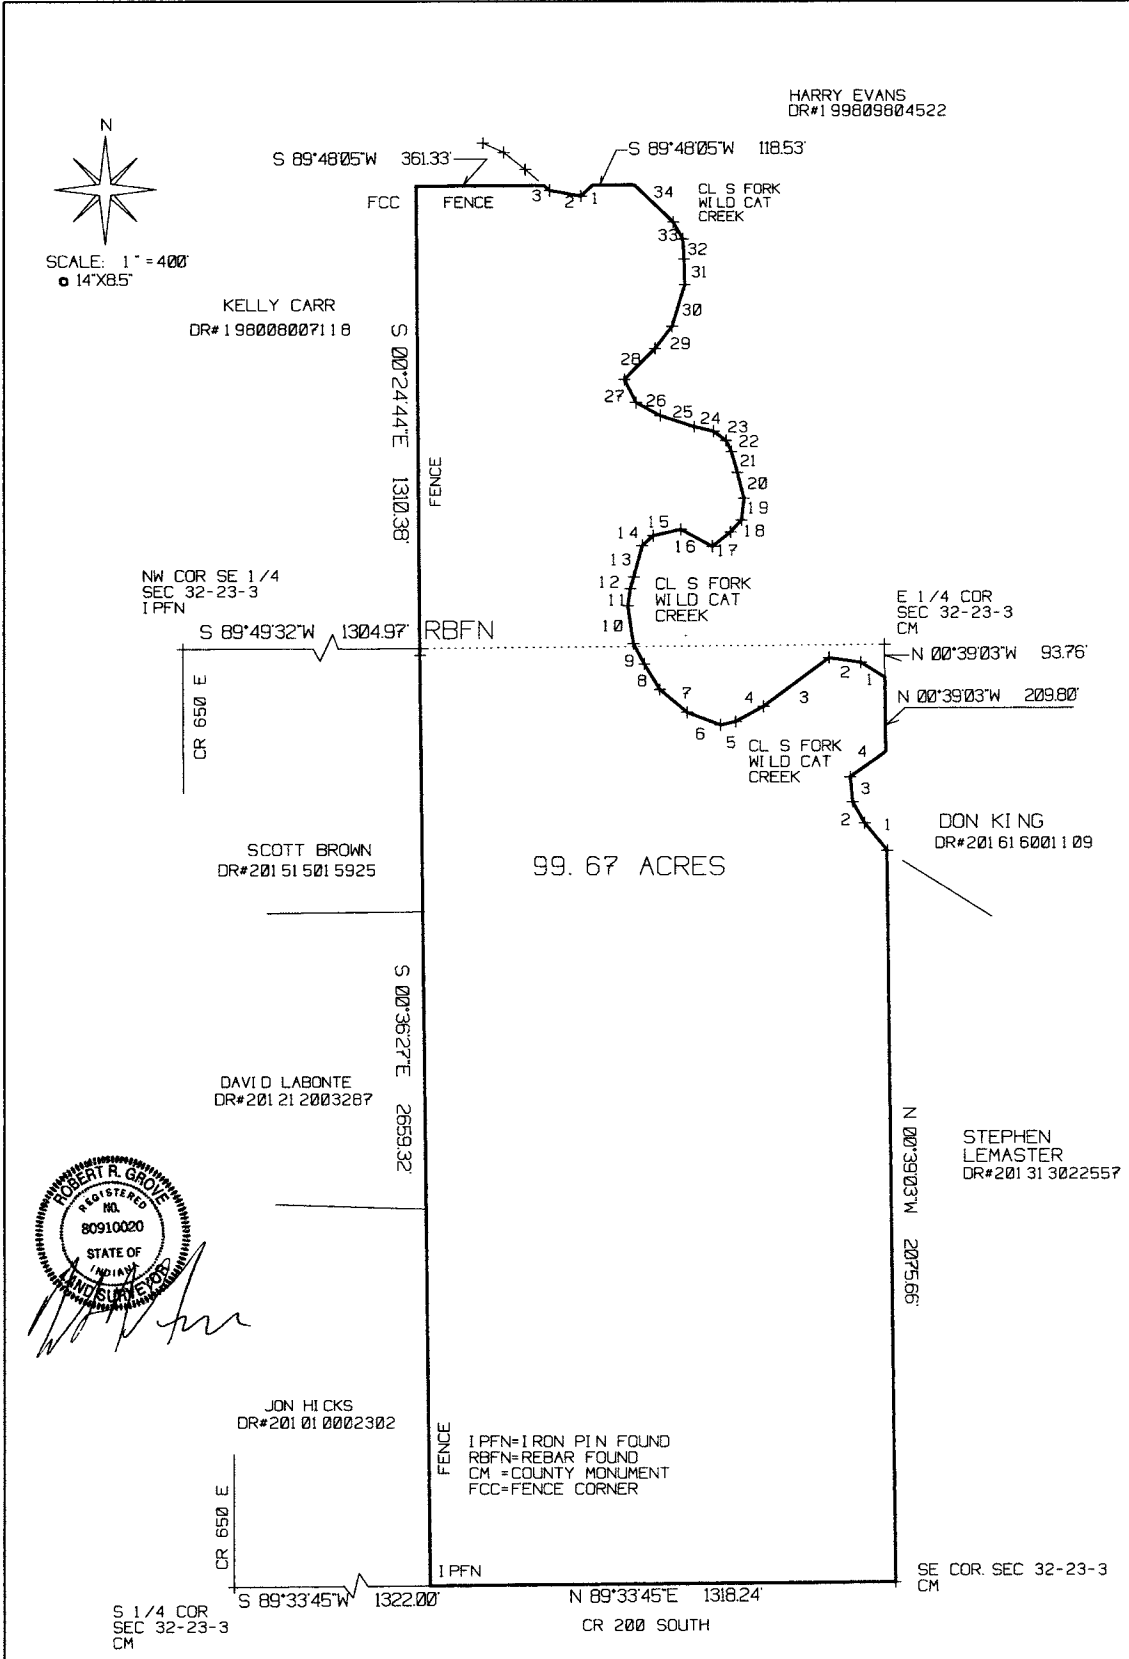 HARRY EVANS
DR#199809804522
N
S 89°48'05"W 361.33'
S 89°48'05"W 118.53'
FCC
FENCE
3
2
1
34
CL S FORK
WILD CAT
CREEK
33
32
31
30
29
28
27
26
25
24
23
22
21
20
19
18
17
16
15
14
13
12
11
10
9
8
7
6
5
4
3
2
1
SCALE: 1" = 400'
@ 14"X8.5"
KELLY CARR
DR#198008007118
S 00°24'44"E 1310.38'
FENCE
NW COR SE 1/4
SEC 32-23-3
IPFN
S 89°49'32"W 1304.97'
RBFN
CL S FORK
WILD CAT
CREEK
E 1/4 COR
SEC 32-23-3
CM
N 00°39'03"W 93.76'
N 00°39'03"W 209.80'
CR 650 E
CL S FORK
WILD CAT
CREEK
4
3
2
1
DON KING
DR#201616001109
SCOTT BROWN
DR#201515015925
99.67 ACRES
S 00°36'27"E 2659.32'
DAVID LABONTE
DR#201212003287
N 00°39'03"W 2075.66'
STEPHEN
LEMASTER
DR#201313022557
ROBERT R. GROVE
REGISTERED
NO.
80910020
STATE OF
INDIANA
LAND SURVEYOR
JON HICKS
DR#201010002302
FENCE
IPFN=IRON PIN FOUND
RBFN=REBAR FOUND
CM =COUNTY MONUMENT
FCC=FENCE CORNER
CR 650 E
IPFN
SE COR. SEC 32-23-3
CM
S 89°33'45"W 1322.00'
N 89°33'45"E 1318.24'
S 1/4 COR
SEC 32-23-3
CM
CR 200 SOUTH